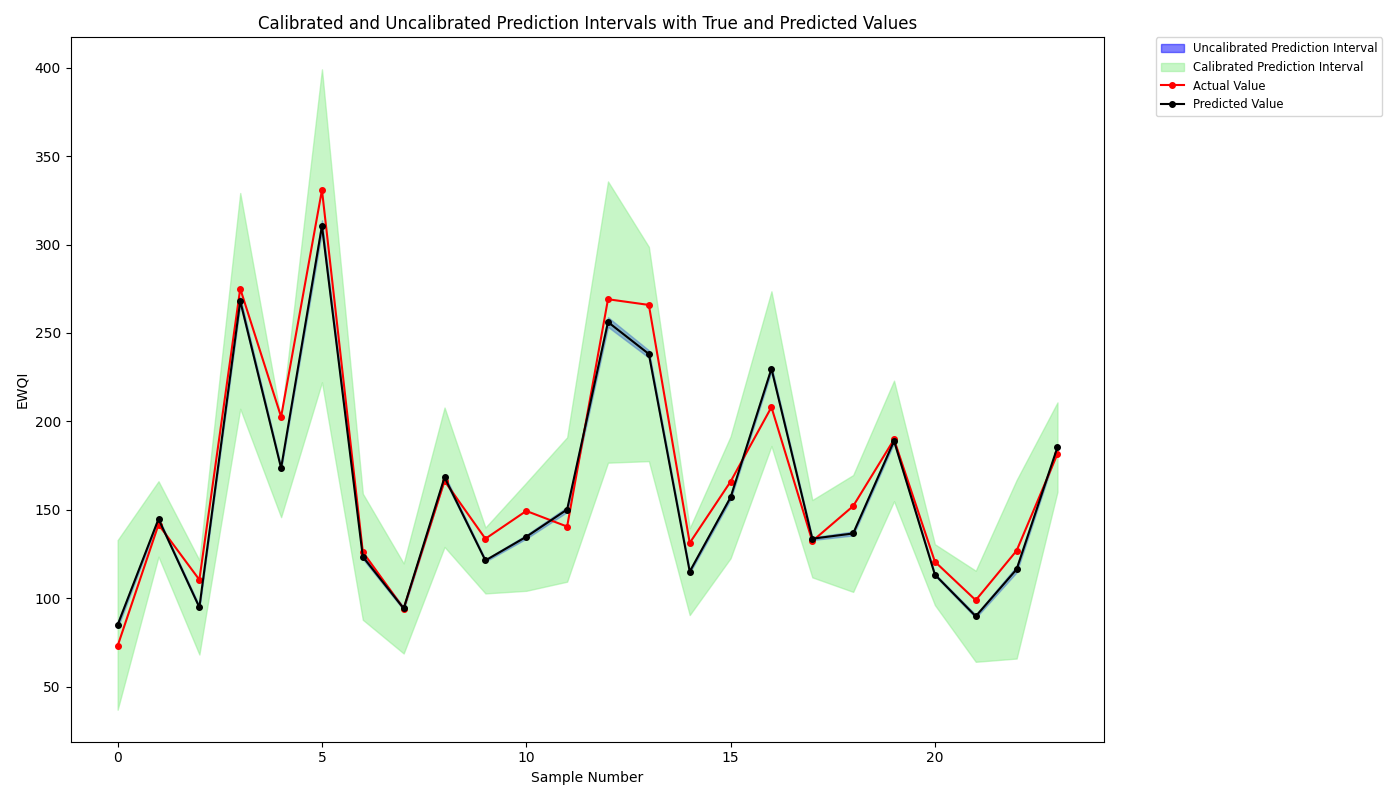 Calibrated and Uncalibrated Prediction Intervals with True and Predicted Values
Uncalibrated Prediction Interval
Calibrated Prediction Interval
Actual Value
Predicted Value
400
350
300
250
200
150
100
50
EWQI
0 5 10 15 20
Sample Number